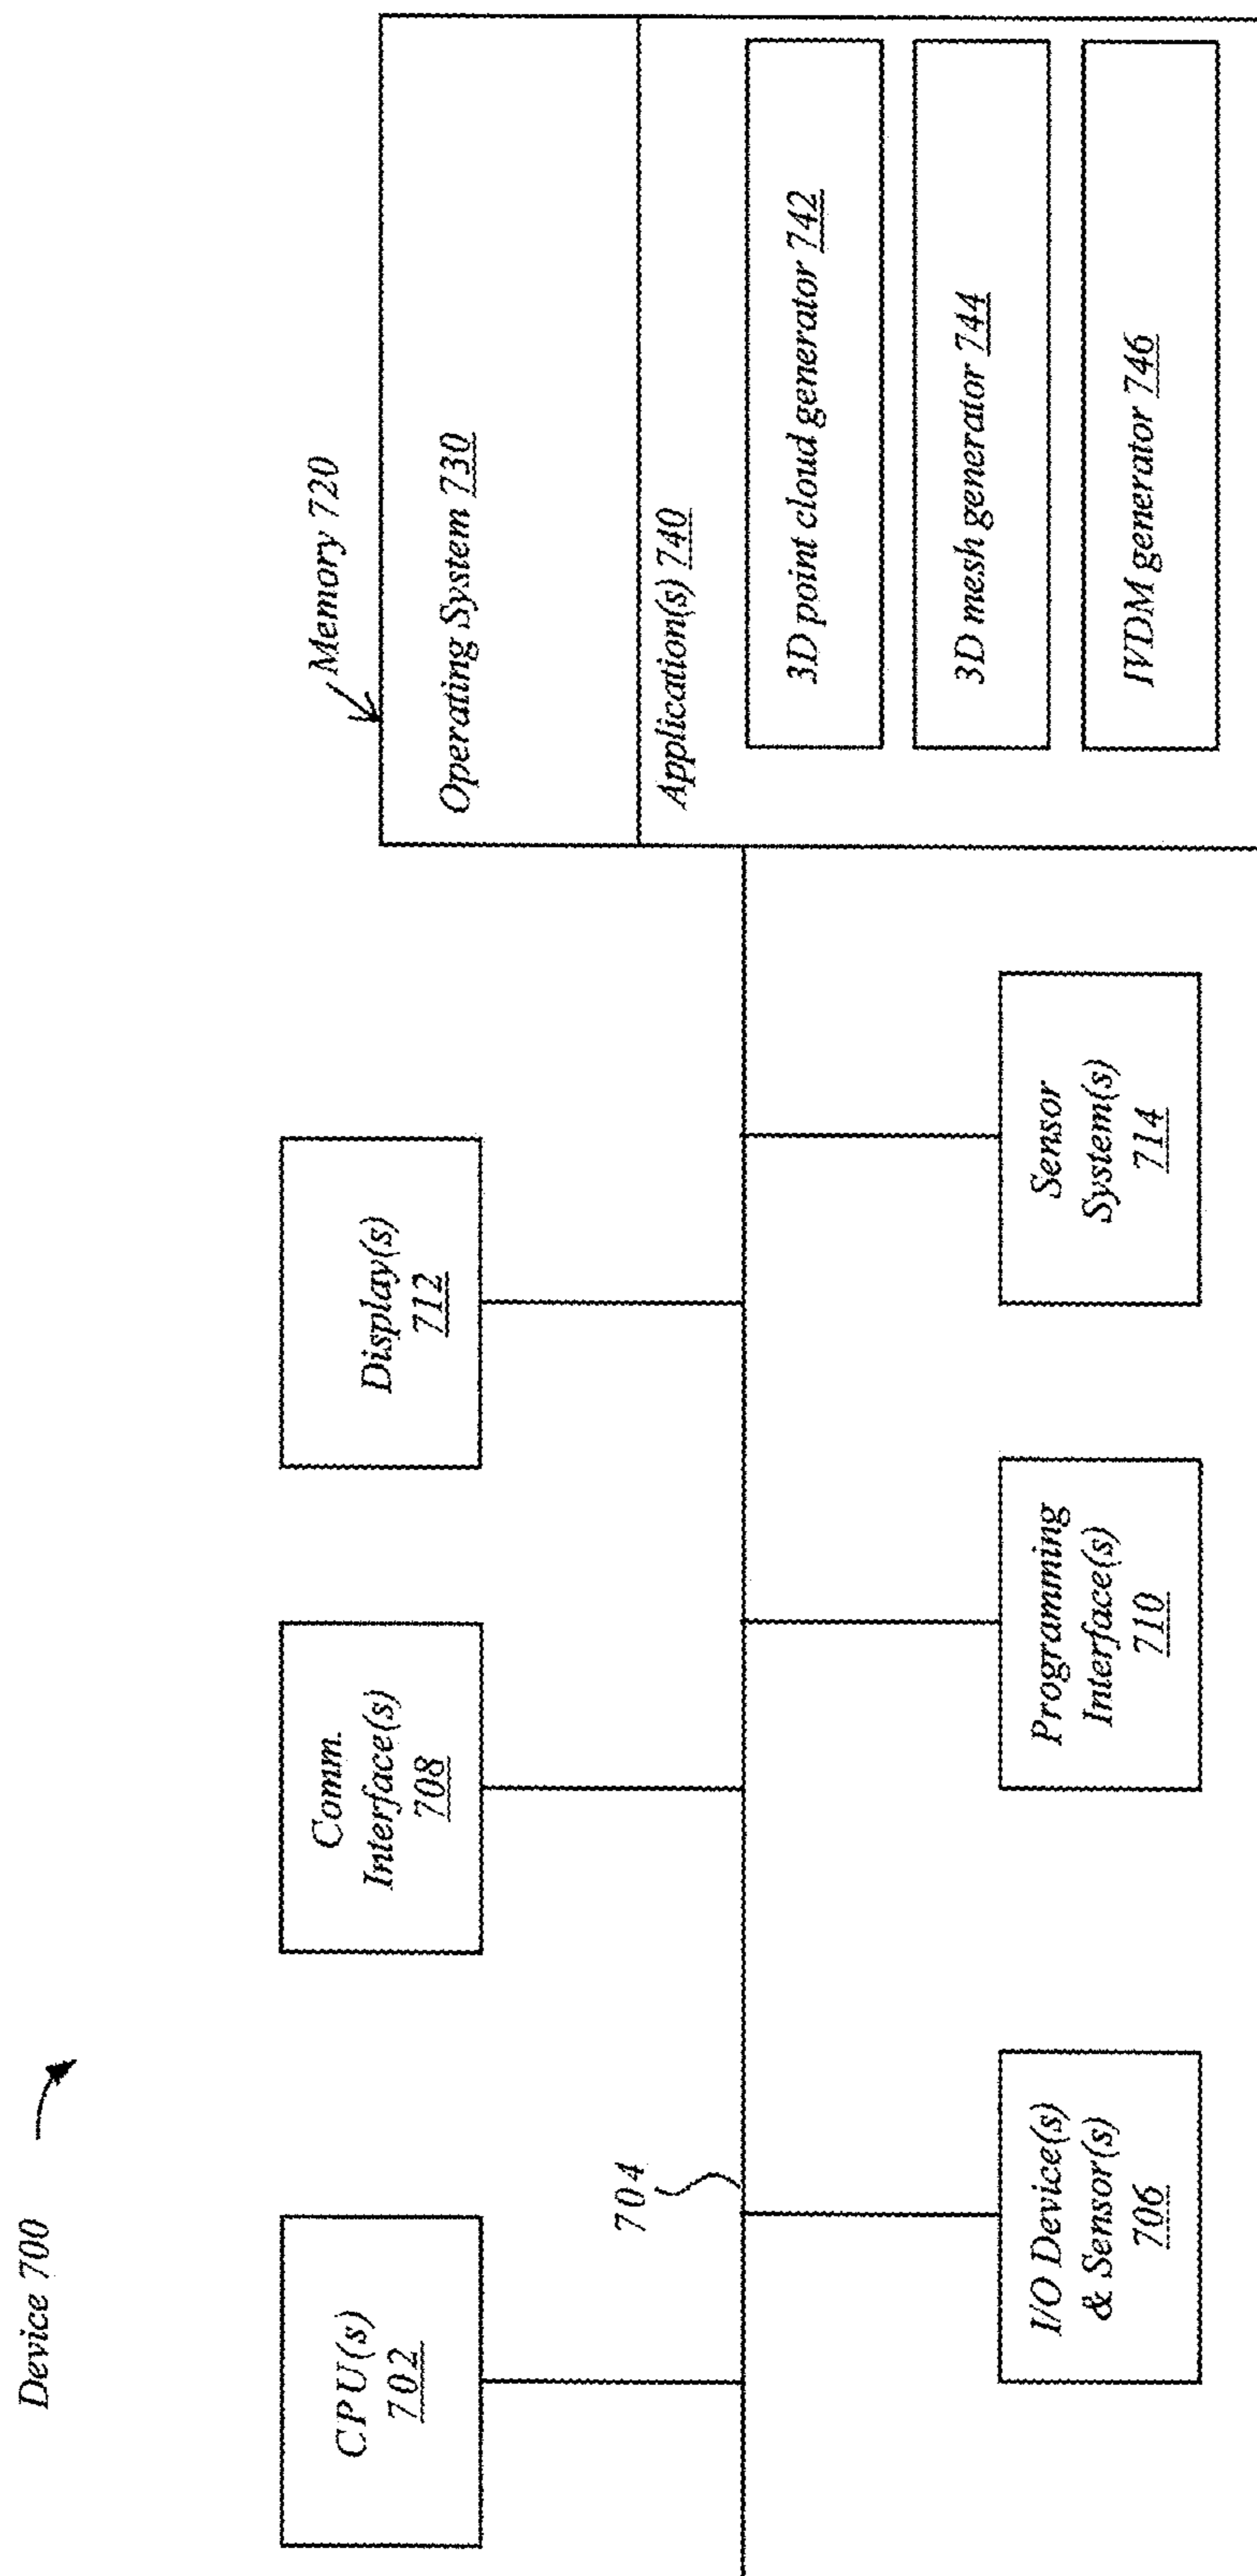 Device 700
CPU(s)
702
Comm.
Interface(s)
708
Display(s)
712
704
I/O Device(s)
& Sensor(s)
706
Programming
Interface(s)
710
Sensor
System(s)
714
Memory 720
Operating System 730
Application(s) 740
3D point cloud generator 742
3D mesh generator 744
IVDM generator 746